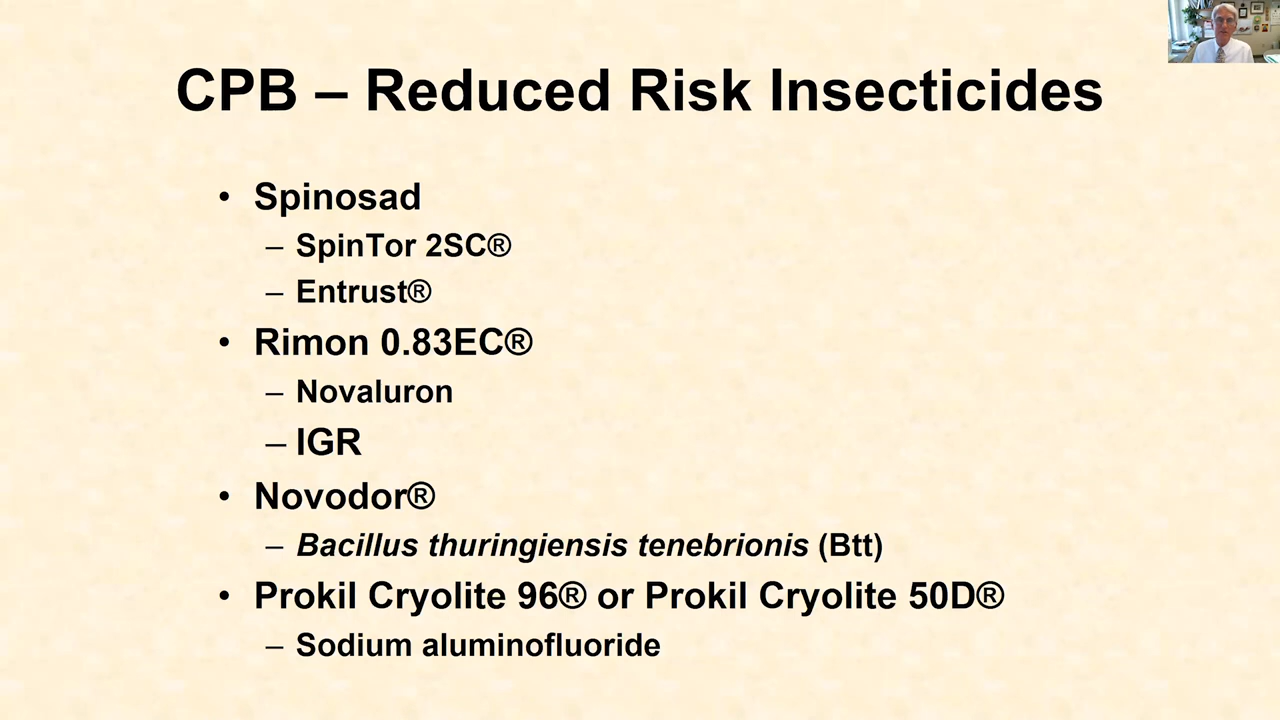 CPB – Reduced Risk Insecticides
• Spinosad
– SpinTor 2SC®
– Entrust®
• Rimon 0.83EC®
– Novaluron
– IGR
• Novodor®
– Bacillus thuringiensis tenebrionis (Btt)
• Prokil Cryolite 96® or Prokil Cryolite 50D®
– Sodium aluminofluoride